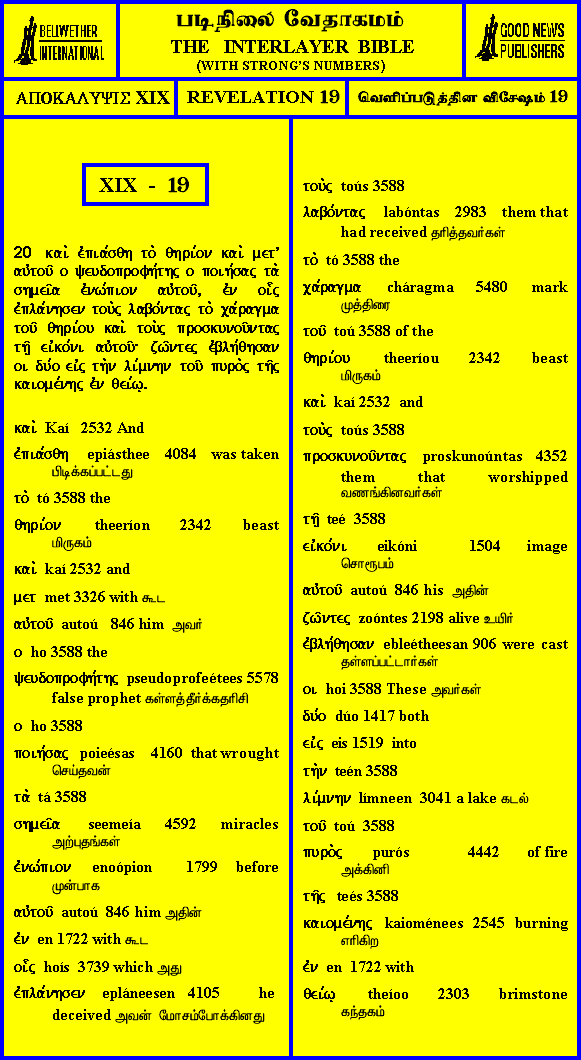 BELLWETHER
INTERNATIONAL
படிநிலை வேதாகமம்
THE INTERLAYER BIBLE
(WITH STRONG'S NUMBERS)
GOOD NEWS
PUBLISHERS
ΑΠΟΚΑΛΥΨΙΣ XIX
REVELATION 19
வெளிப்படுத்தின விசேஷம் 19
XIX - 19
20 καὶ ἐπιάσθη τὸ θηρίον καὶ μετ'
αὐτοῦ ο ψευδοπροφήτης ο ποιήσας τὰ
σημεῖα ἐνώπιον αὐτοῦ, ἐν οἷς
ἐπλάνησεν τοὺς λαβόντας τὸ χάραγμα
τοῦ θηρίου καὶ τοὺς προσκυνοῦντας
τῇ εἰκόνι αὐτοῦ· ζῶντες ἐβλήθησαν
οι δύο εἰς τὴν λίμνην τοῦ πυρὸς τῆς
καιομένης ἐν θείῳ.
καὶ Kaí 2532 And
ἐπιάσθη epiásthee 4084 was taken
பிடிக்கப்பட்டது
τὸ tó 3588 the
θηρίον theeríon 2342 beast
மிருகம்
καὶ kaí 2532 and
μετ met 3326 with கூட
αὐτοῦ autoú 846 him அவர்
ο ho 3588 the
ψευδοπροφήτης pseudoprofeétees 5578
false prophet கள்ளத்தீர்க்கதரிசி
ο ho 3588
ποιήσας poieésas 4160 that wrought
செய்தவன்
τὰ tá 3588
σημεῖα seemeía 4592 miracles
அற்புதங்கள்
ἐνώπιον enoópion 1799 before
முன்பாக
αὐτοῦ autoú 846 him அதின்
ἐν en 1722 with கூட
οἷς hoís 3739 which அது
ἐπλάνησεν epláneesen 4105 he
deceived அவன் மோசம்போக்கினது
τοὺς toús 3588
λαβόντας labóntas 2983 them that
had received தரித்தவர்கள்
τὸ tó 3588 the
χάραγμα cháragma 5480 mark
முத்திரை
τοῦ toú 3588 of the
θηρίου theeríou 2342 beast
மிருகம்
καὶ kaí 2532 and
τοὺς toús 3588
προσκυνοῦντας proskunoúntas 4352
them that worshipped
வணங்கினவர்கள்
τῇ teé 3588
εἰκόνι eikóni 1504 image
சொரூபம்
αὐτοῦ autoú 846 his அதின்
ζῶντες zoóntes 2198 alive உயிர்
ἐβλήθησαν ebleétheesan 906 were cast
தள்ளப்பட்டார்கள்
οι hoi 3588 These அவர்கள்
δύο dúo 1417 both
εἰς eis 1519 into
τὴν teén 3588
λίμνην límneen 3041 a lake கடல்
τοῦ toú 3588
πυρὸς purós 4442 of fire
அக்கினி
τῆς teés 3588
καιομένης kaioménees 2545 burning
எரிகிற
ἐν en 1722 with
θείῳ theíoo 2303 brimstone
கந்தகம்